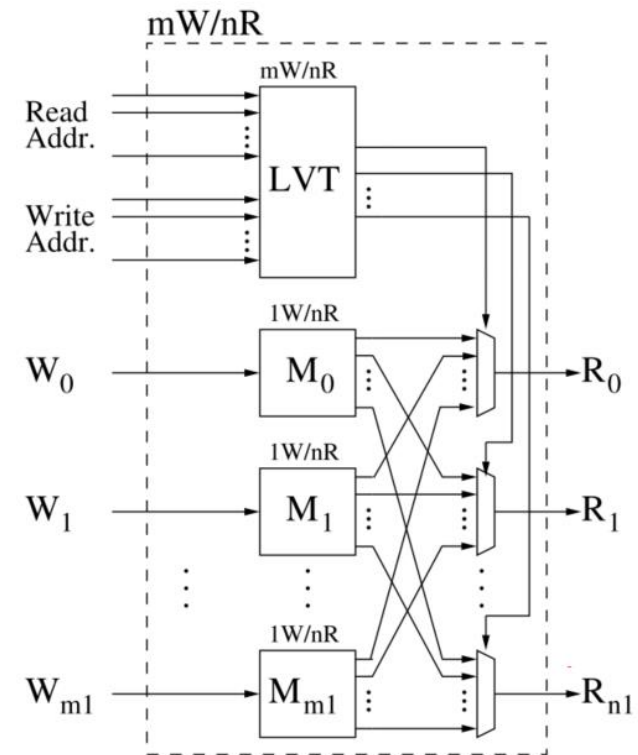 mW/nR
mW/nR
Read
Addr.
LVT
Write
Addr.
1W/nR
W0
M0
R0
1W/nR
W1
M1
R1
1W/nR
Wm1
Mm1
Rn1